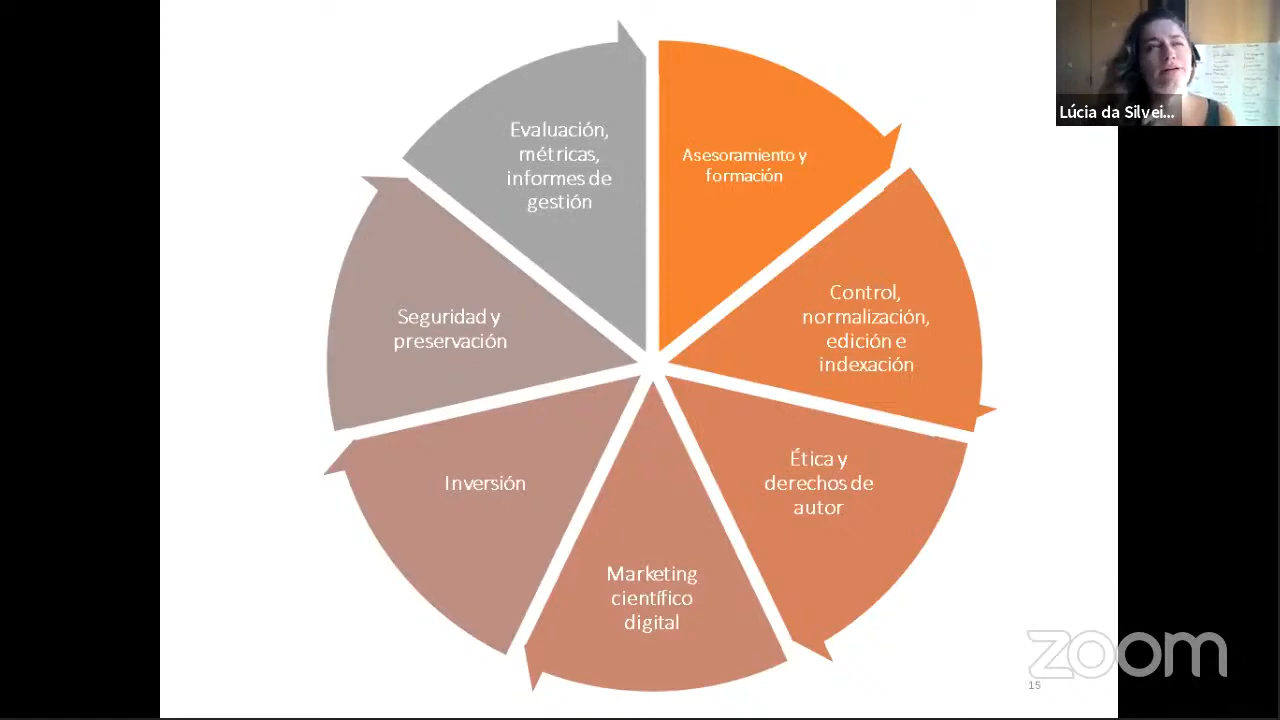 Evaluación,
métricas,
informes de
gestión
Asesoramiento y
formación
Control,
normalización,
edición e
indexación
Seguridad y
preservación
Ética y
derechos de
autor
Inversión
Marketing
científico
digital
Lúcia da Silvei...
zoom
15